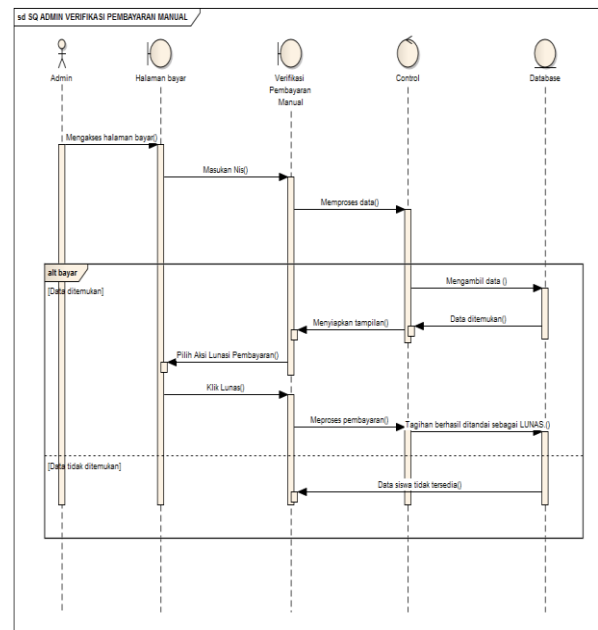 sd SQ ADMIN VERIFIKASI PEMBAYARAN MANUAL
Admin
Halaman bayar
Verifikasi
Pembayaran
Manual
Control
Database
Mengakses halaman bayar()
Masukan Nis()
Memproses data()
alt bayar
[Data ditemukan]
Mengambil data ()
Data ditemukan()
Menyiapkan tampilan()
Pilih Aksi Lunasi Pembayaran()
Klik Lunas()
Meproses pembayaran()
Tagihan berhasil ditandai sebagai LUNAS.()
[Data tidak ditemukan]
Data siswa tidak tersedia()